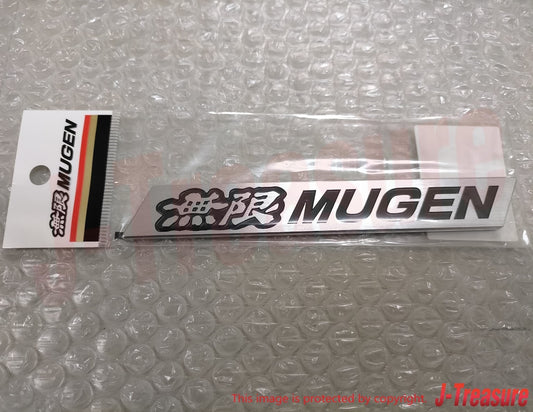 無限 MUGEN
無限 MUGEN
This image is protected by copyright. J-Treasure